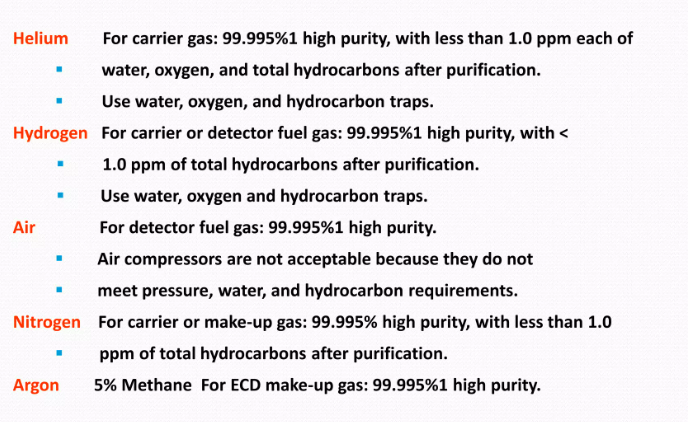 Helium For carrier gas: 99.995%1 high purity, with less than 1.0 ppm each of
▪ water, oxygen, and total hydrocarbons after purification.
▪ Use water, oxygen, and hydrocarbon traps.
Hydrogen For carrier or detector fuel gas: 99.995%1 high purity, with <
▪ 1.0 ppm of total hydrocarbons after purification.
▪ Use water, oxygen and hydrocarbon traps.
Air For detector fuel gas: 99.995%1 high purity.
▪ Air compressors are not acceptable because they do not
▪ meet pressure, water, and hydrocarbon requirements.
Nitrogen For carrier or make-up gas: 99.995% high purity, with less than 1.0
▪ ppm of total hydrocarbons after purification.
Argon 5% Methane For ECD make-up gas: 99.995%1 high purity.